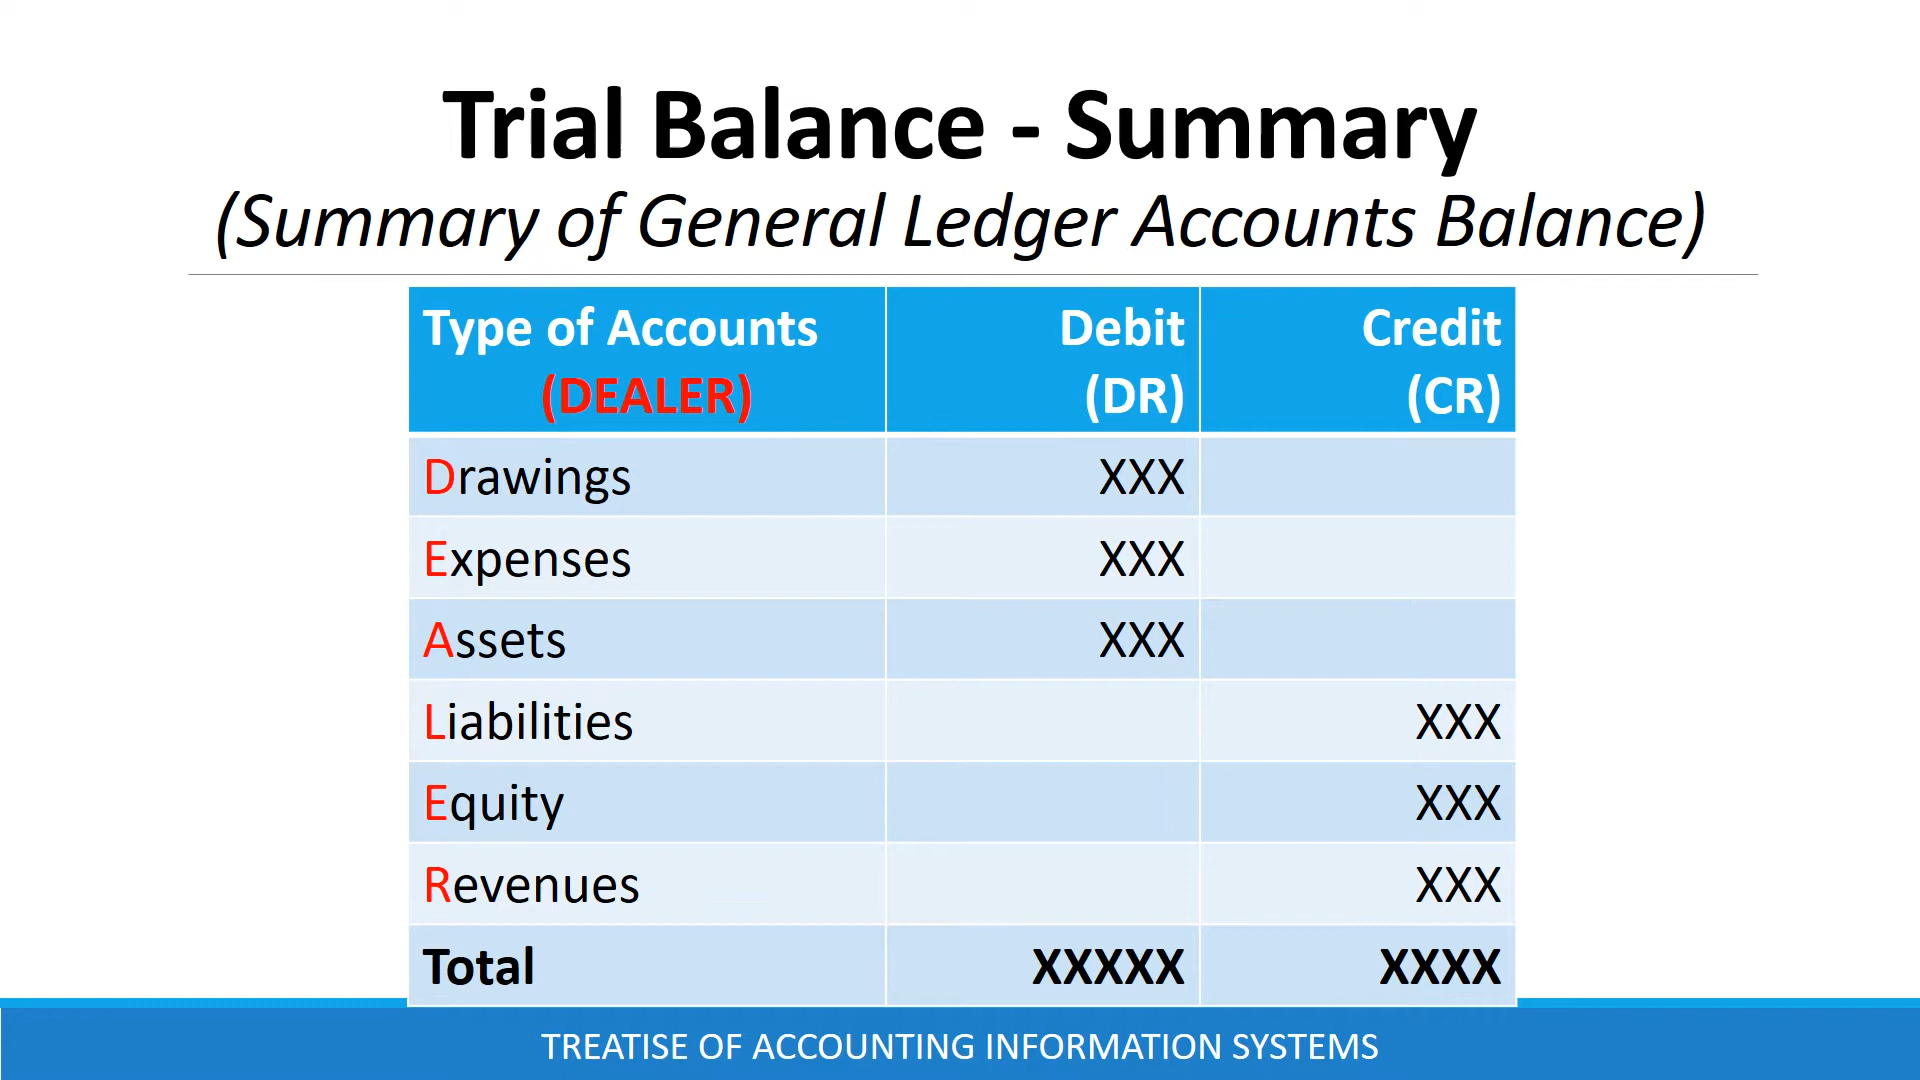 Trial Balance - Summary
(Summary of General Ledger Accounts Balance)
Type of Accounts Debit Credit
(DEALER) (DR) (CR)
Drawings XXX
Expenses XXX
Assets XXX
Liabilities XXX
Equity XXX
Revenues XXX
Total XXXXX XXXX
TREATISE OF ACCOUNTING INFORMATION SYSTEMS